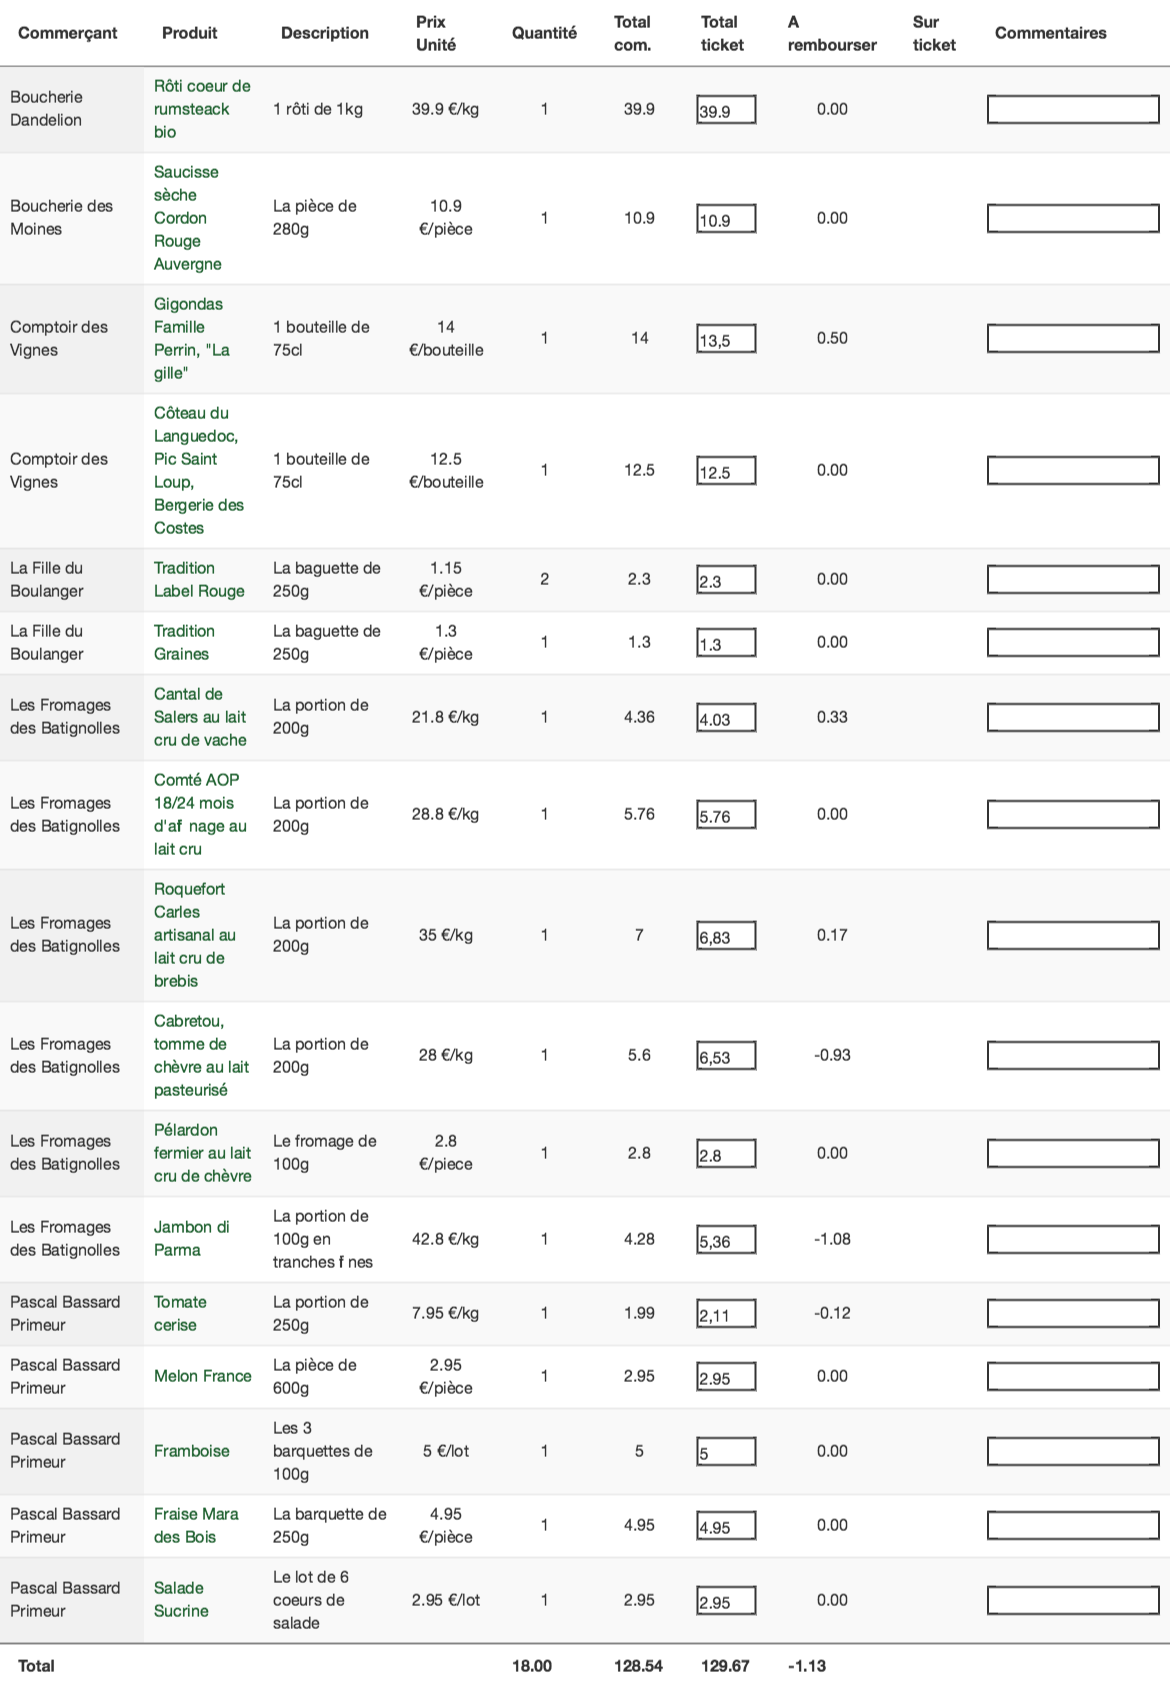 Commerçant Produit Description Prix Unité Quantité Total com. Total ticket A rembourser Sur ticket Commentaires
Boucherie Dandelion Rôti coeur de rumsteack bio 1 rôti de 1kg 39.9 €/kg 1 39.9 39.9 0.00
Boucherie des Moines Saucisse sèche Cordon Rouge Auvergne La pièce de 280g 10.9 €/pièce 1 10.9 10.9 0.00
Comptoir des Vignes Gigondas Famille Perrin, "La gille" 1 bouteille de 75cl 14 €/bouteille 1 14 13,5 0.50
Comptoir des Vignes Côteau du Languedoc, Pic Saint Loup, Bergerie des Costes 1 bouteille de 75cl 12.5 €/bouteille 1 12.5 12.5 0.00
La Fille du Boulanger Tradition Label Rouge La baguette de 250g 1.15 €/pièce 2 2.3 2.3 0.00
La Fille du Boulanger Tradition Graines La baguette de 250g 1.3 €/pièce 1 1.3 1.3 0.00
Les Fromages des Batignolles Cantal de Salers au lait cru de vache La portion de 200g 21.8 €/kg 1 4.36 4.03 0.33
Les Fromages des Batignolles Comté AOP 18/24 mois d'af nage au lait cru La portion de 200g 28.8 €/kg 1 5.76 5.76 0.00
Les Fromages des Batignolles Roquefort Carles artisanal au lait cru de brebis La portion de 200g 35 €/kg 1 7 6,83 0.17
Les Fromages des Batignolles Cabretou, tomme de chèvre au lait pasteurisé La portion de 200g 28 €/kg 1 5.6 6,53 -0.93
Les Fromages des Batignolles Pélardon fermier au lait cru de chèvre Le fromage de 100g 2.8 €/piece 1 2.8 2.8 0.00
Les Fromages des Batignolles Jambon di Parma La portion de 100g en tranches f nes 42.8 €/kg 1 4.28 5,36 -1.08
Pascal Bassard Primeur Tomate cerise La portion de 250g 7.95 €/kg 1 1.99 2,11 -0.12
Pascal Bassard Primeur Melon France La pièce de 600g 2.95 €/pièce 1 2.95 2.95 0.00
Pascal Bassard Primeur Framboise Les 3 barquettes de 100g 5 €/lot 1 5 5 0.00
Pascal Bassard Primeur Fraise Mara des Bois La barquette de 250g 4.95 €/pièce 1 4.95 4.95 0.00
Pascal Bassard Primeur Salade Sucrine Le lot de 6 coeurs de salade 2.95 €/lot 1 2.95 2.95 0.00
Total 18.00 128.54 129.67 -1.13